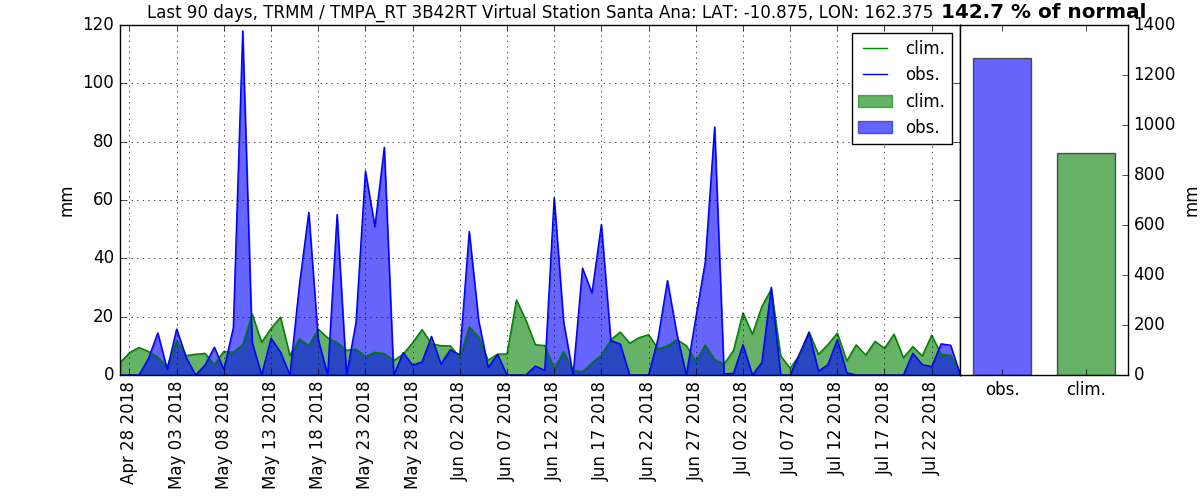 Last 90 days, TRMM / TMPA_RT 3B42RT Virtual Station Santa Ana: LAT: -10.875, LON: 162.375 142.7 % of normal
120
100
80
60
40
20
0
mm
clim.
obs.
clim.
obs.
1400
1200
1000
800
600
400
200
0
mm
Apr 28 2018
May 03 2018
May 08 2018
May 13 2018
May 18 2018
May 23 2018
May 28 2018
Jun 02 2018
Jun 07 2018
Jun 12 2018
Jun 17 2018
Jun 22 2018
Jun 27 2018
Jul 02 2018
Jul 07 2018
Jul 12 2018
Jul 17 2018
Jul 22 2018
obs.
clim.